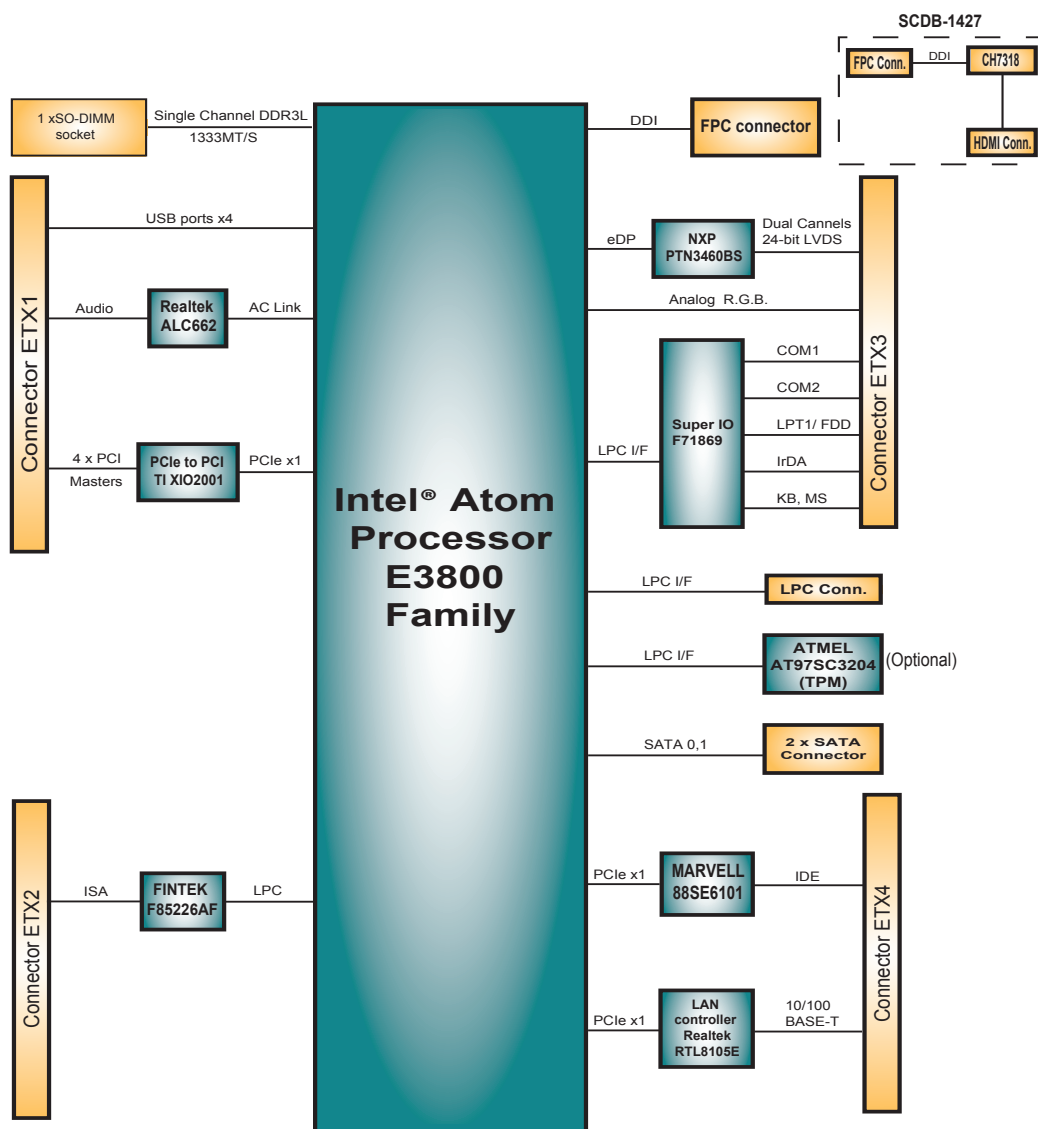 SCDB-1427
FPC Conn.
DDI
CH7318
HDMI Conn.
1 xSO-DIMM
socket
Single Channel DDR3L
1333MT/S
DDI
FPC connector
Connector ETX1
USB ports x4
Audio
Realtek
ALC662
AC Link
4 x PCI
Masters
PCIe to PCI
TI XIO2001
PCIe x1
Intel® Atom
Processor
E3800
Family
eDP
NXP
PTN3460BS
Dual Cannels
24-bit LVDS
Analog R.G.B.
LPC I/F
Super IO
F71869
COM1
COM2
LPT1/ FDD
IrDA
KB, MS
Connector ETX3
LPC I/F
LPC Conn.
LPC I/F
ATMEL
AT97SC3204
(TPM)
(Optional)
SATA 0,1
2 x SATA
Connector
Connector ETX2
ISA
FINTEK
F85226AF
LPC
PCIe x1
MARVELL
88SE6101
IDE
PCIe x1
LAN
controller
Realtek
RTL8105E
10/100
BASE-T
Connector ETX4